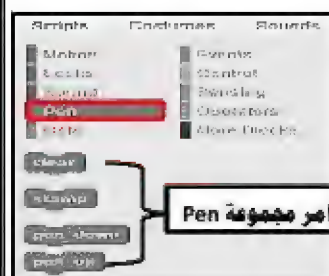 Scripts Costumes Sounds
Motion Events
Looks Control
Sound Sensing
Pen Operators
Data More Blocks
clear
stamp
pen down
pen up
مر مجموعة Pen